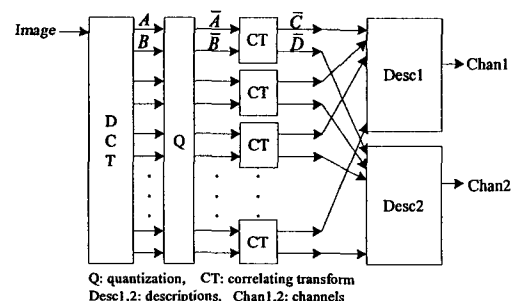 Image
A
B
D
C
T
Q
A̅
B̅
CT
CT
CT
CT
C̅
D̅
Desc1
Desc2
Chan1
Chan2
Q: quantization, CT: correlating transform
Desc1,2: descriptions, Chan1,2: channels